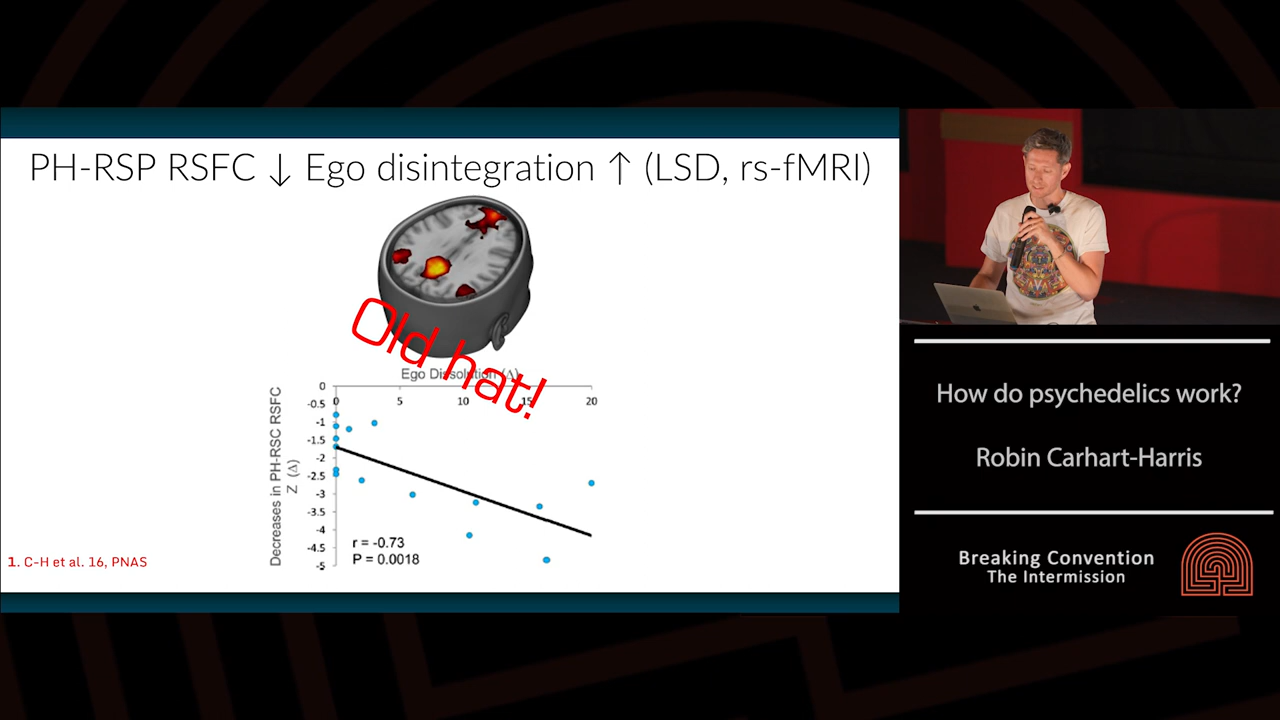 PH-RSP RSFC ↓ Ego disintegration ↑ (LSD, rs-fMRI)
Old hat!
Ego Dissolution (Δ)
0 5 10 15 20
0
-0.5
-1
-1.5
-2
-2.5
-3
-3.5
-4
-4.5
-5
Decreases in PH-RSC RSFC
Z (Δ)
r = -0.73
P = 0.0018
1. C-H et al. 16, PNAS
How do psychedelics work?
Robin Carhart-Harris
Breaking Convention
The Intermission